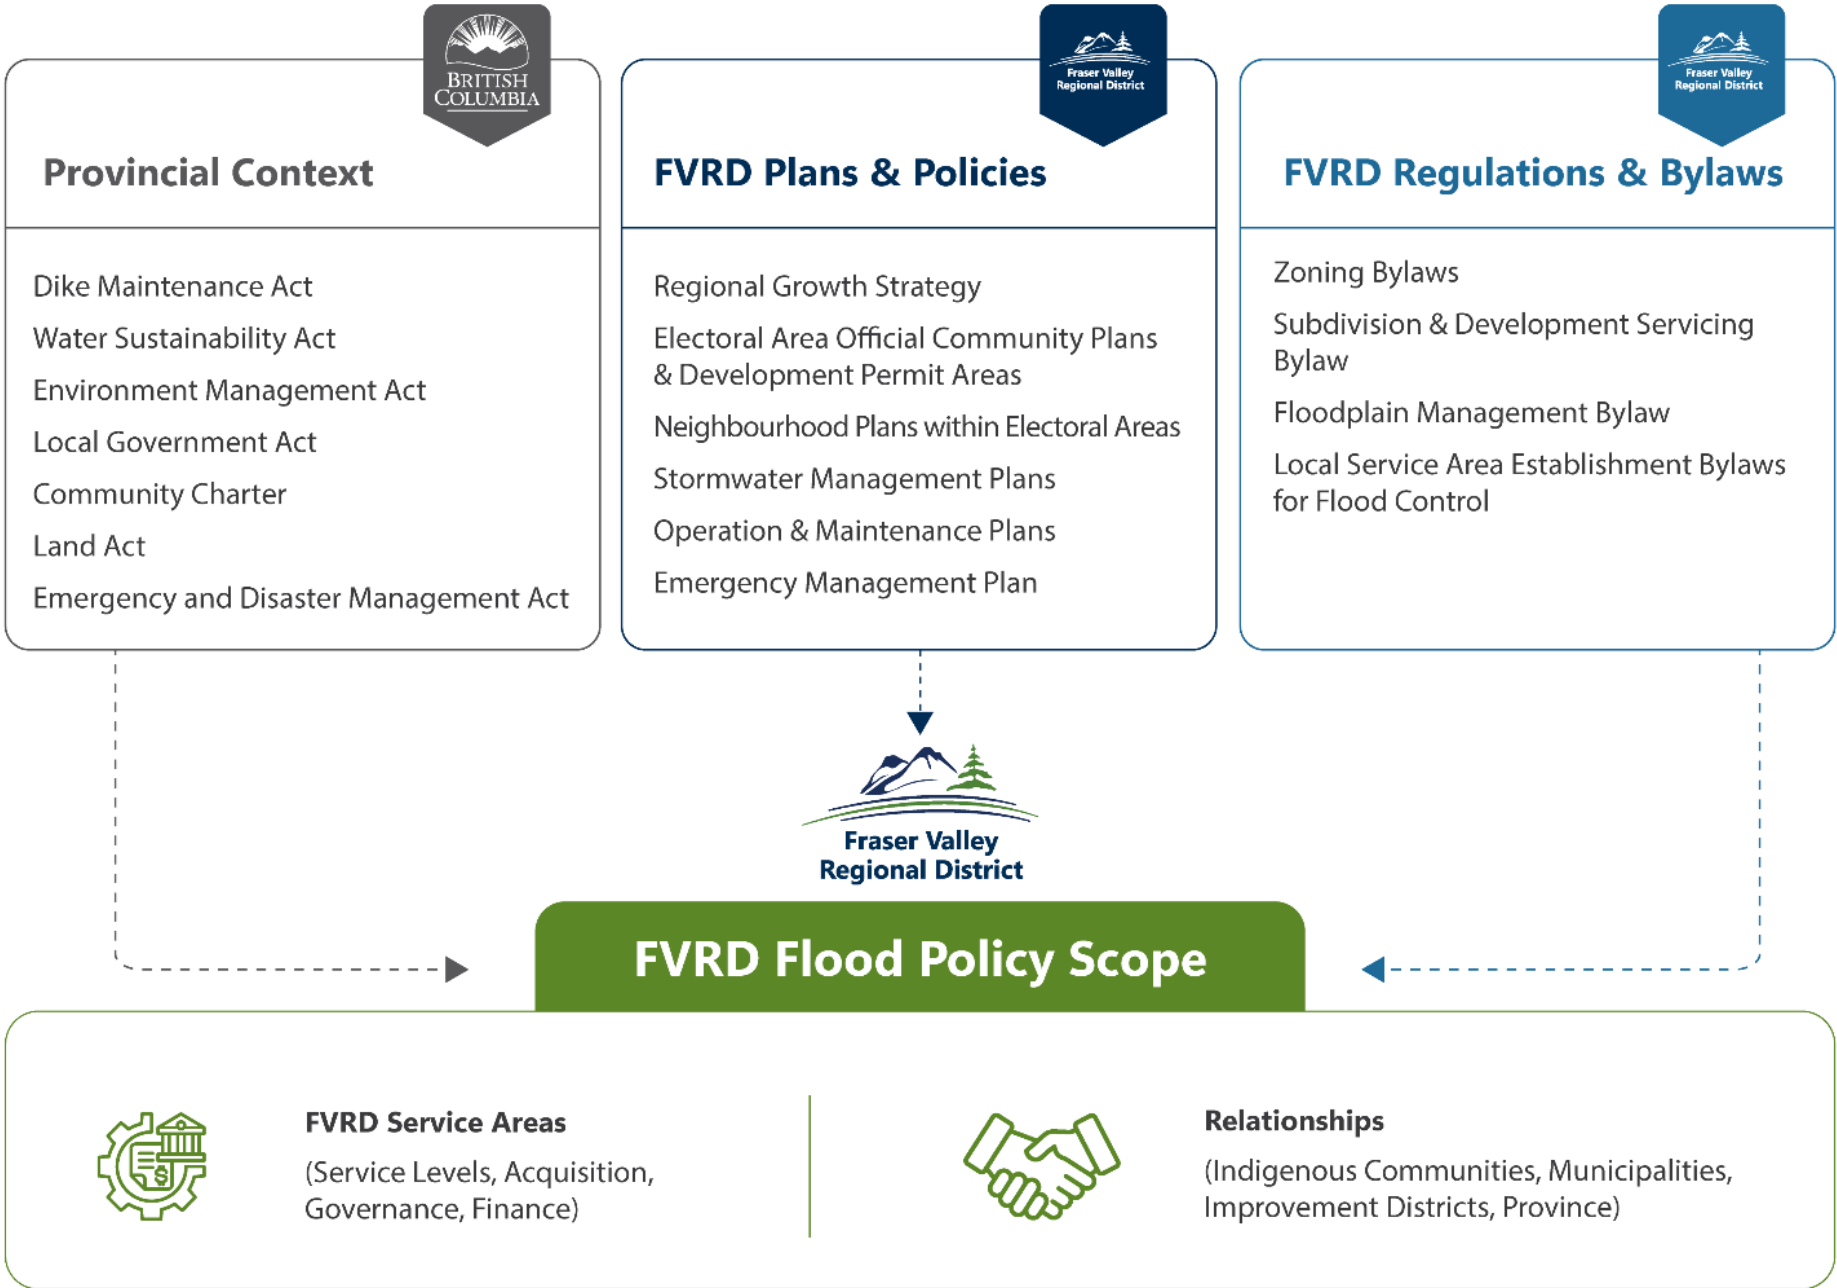 BRITISH
COLUMBIA
Provincial Context
Dike Maintenance Act
Water Sustainability Act
Environment Management Act
Local Government Act
Community Charter
Land Act
Emergency and Disaster Management Act
Fraser Valley
Regional District
FVRD Plans & Policies
Regional Growth Strategy
Electoral Area Official Community Plans
& Development Permit Areas
Neighbourhood Plans within Electoral Areas
Stormwater Management Plans
Operation & Maintenance Plans
Emergency Management Plan
Fraser Valley
Regional District
FVRD Regulations & Bylaws
Zoning Bylaws
Subdivision & Development Servicing
Bylaw
Floodplain Management Bylaw
Local Service Area Establishment Bylaws
for Flood Control
Fraser Valley
Regional District
FVRD Flood Policy Scope
$
FVRD Service Areas
(Service Levels, Acquisition,
Governance, Finance)
Relationships
(Indigenous Communities, Municipalities,
Improvement Districts, Province)